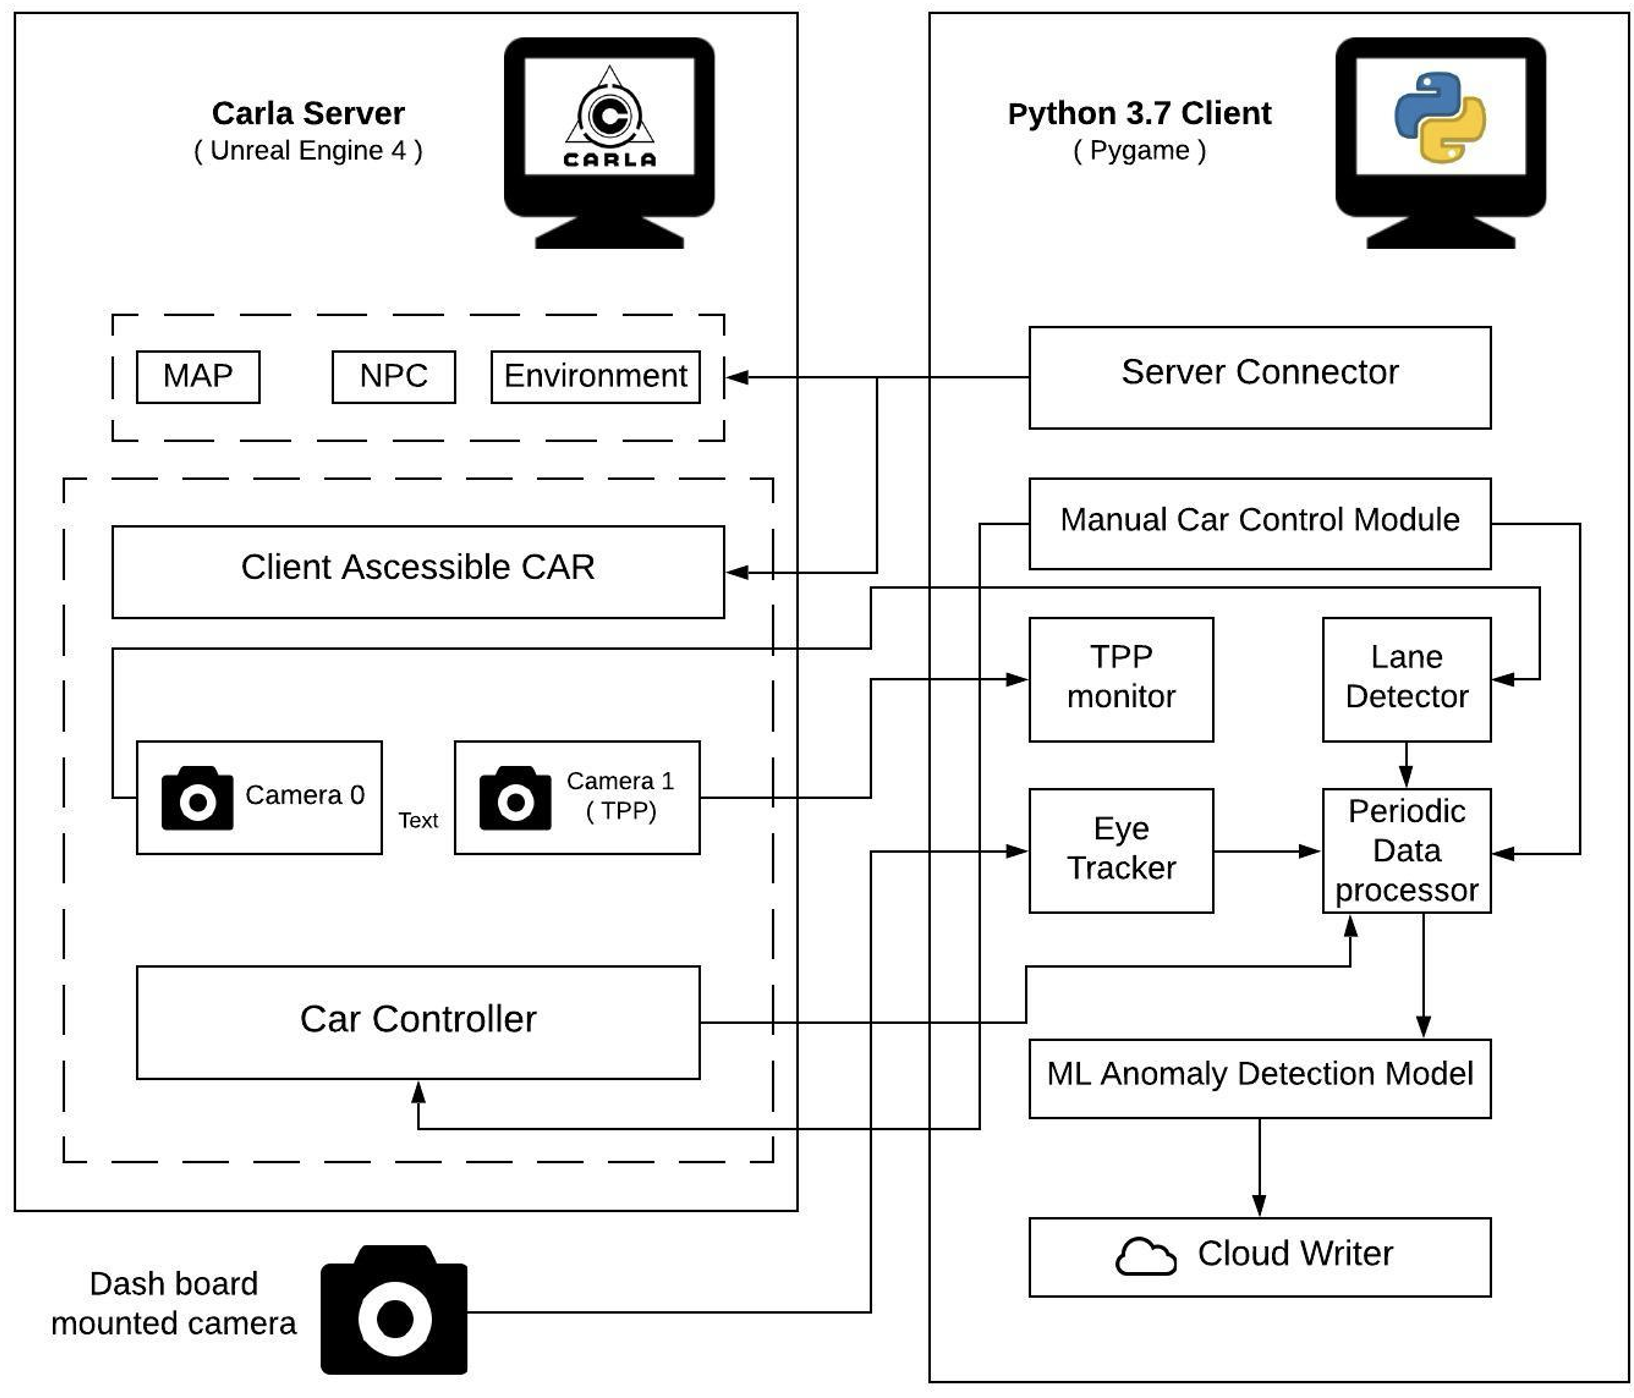 Carla Server
( Unreal Engine 4 )
CARLA
Python 3.7 Client
( Pygame )
MAP
NPC
Environment
Server Connector
Client Ascessible CAR
Manual Car Control Module
TPP
monitor
Lane
Detector
Camera 0
Text
Camera 1
( TPP)
Eye
Tracker
Periodic
Data
processor
Car Controller
ML Anomaly Detection Model
Cloud Writer
Dash board
mounted camera